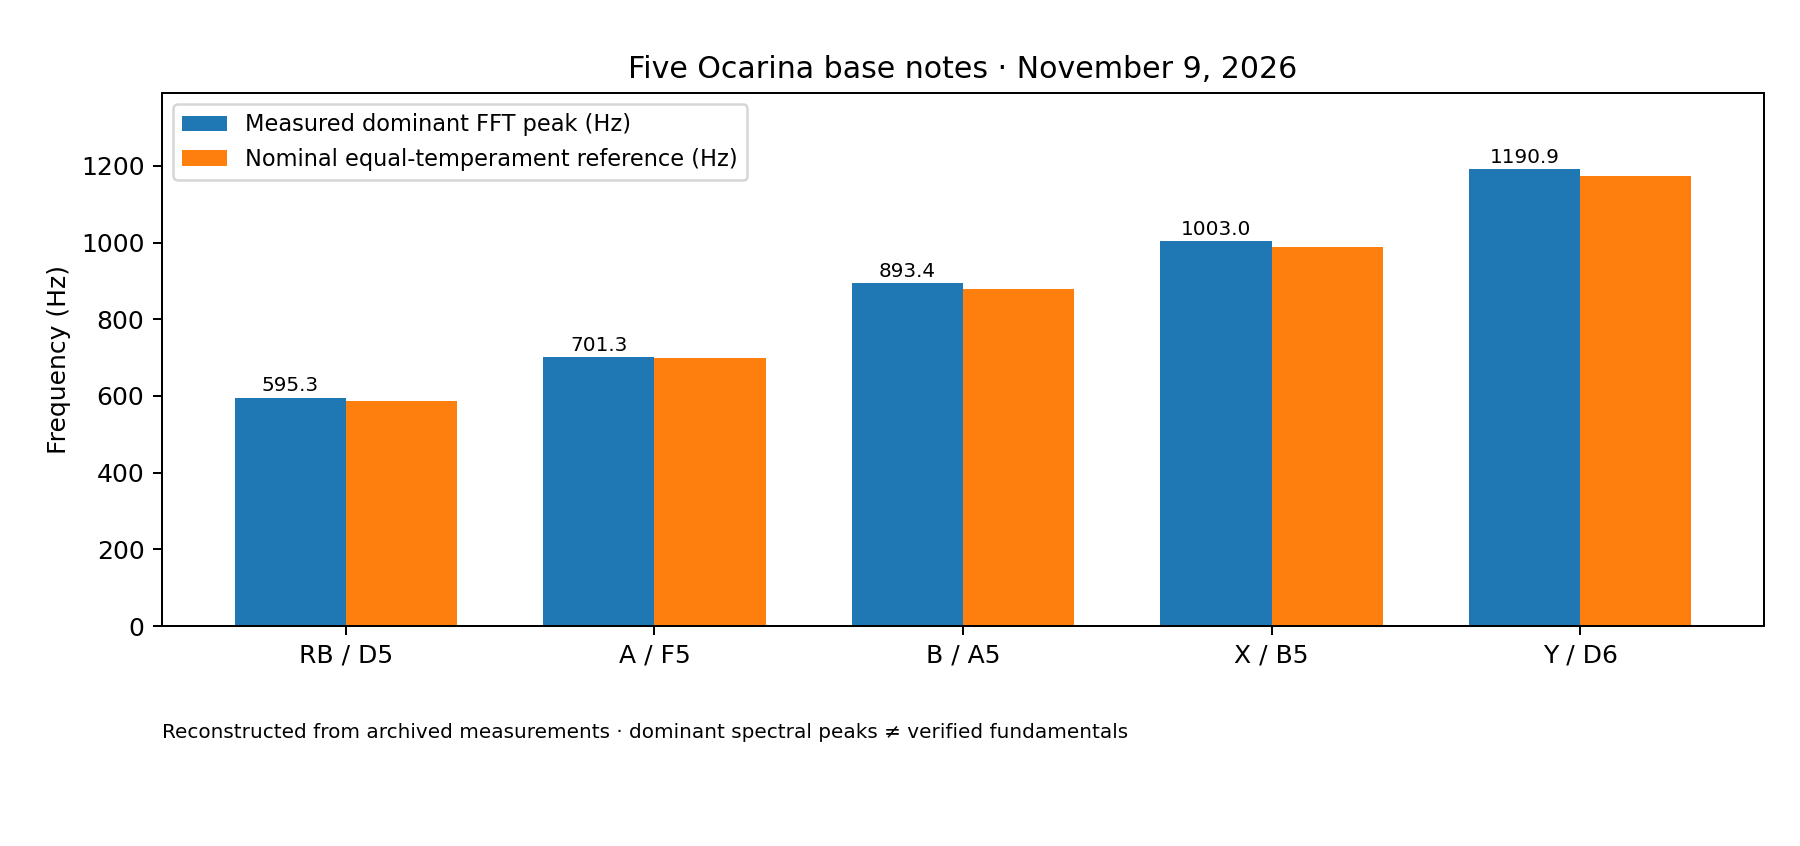 Five Ocarina base notes · November 9, 2026
Measured dominant FFT peak (Hz)
Nominal equal-temperament reference (Hz)
Frequency (Hz)
1200
1000
800
600
400
200
0
595.3
701.3
893.4
1003.0
1190.9
RB / D5
A / F5
B / A5
X / B5
Y / D6
Reconstructed from archived measurements · dominant spectral peaks ≠ verified fundamentals